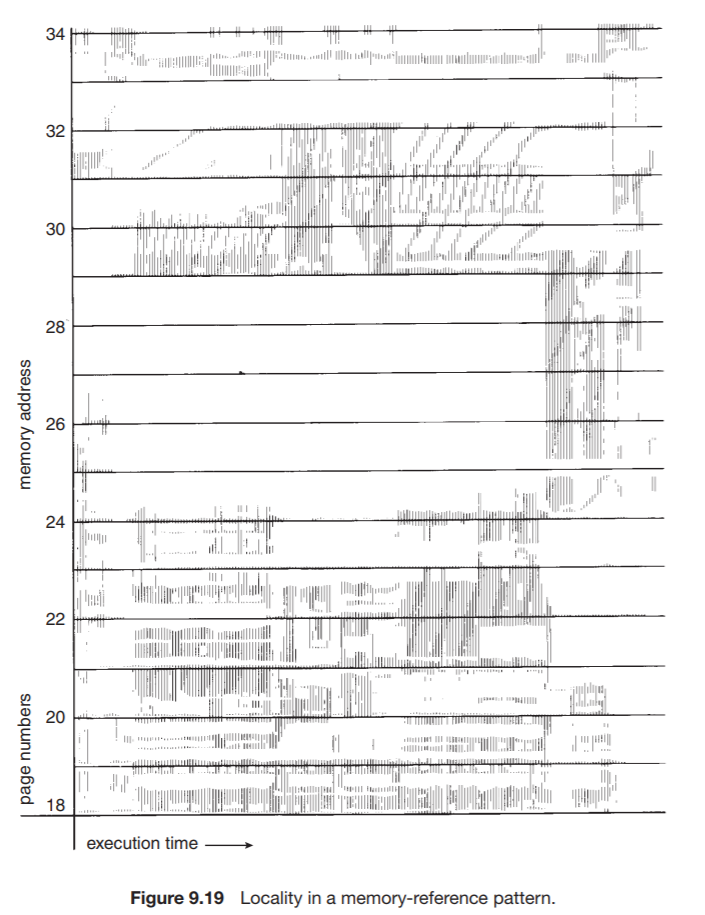 34
32
30
28
memory address
26
24
22
page numbers
20
18
execution time
Figure 9.19 Locality in a memory-reference pattern.